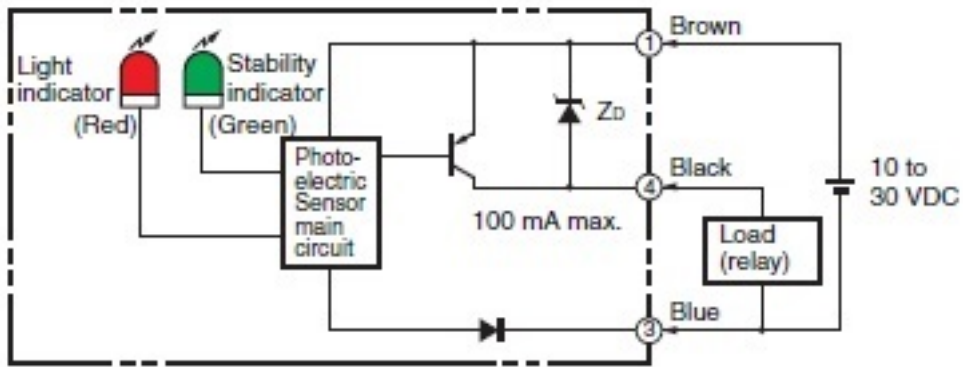 Light
indicator
(Red)
Stability
indicator
(Green)
Photo-
electric
Sensor
main
circuit
ZD
100 mA max.
1
Brown
4
Black
3
Blue
Load
(relay)
10 to
30 VDC